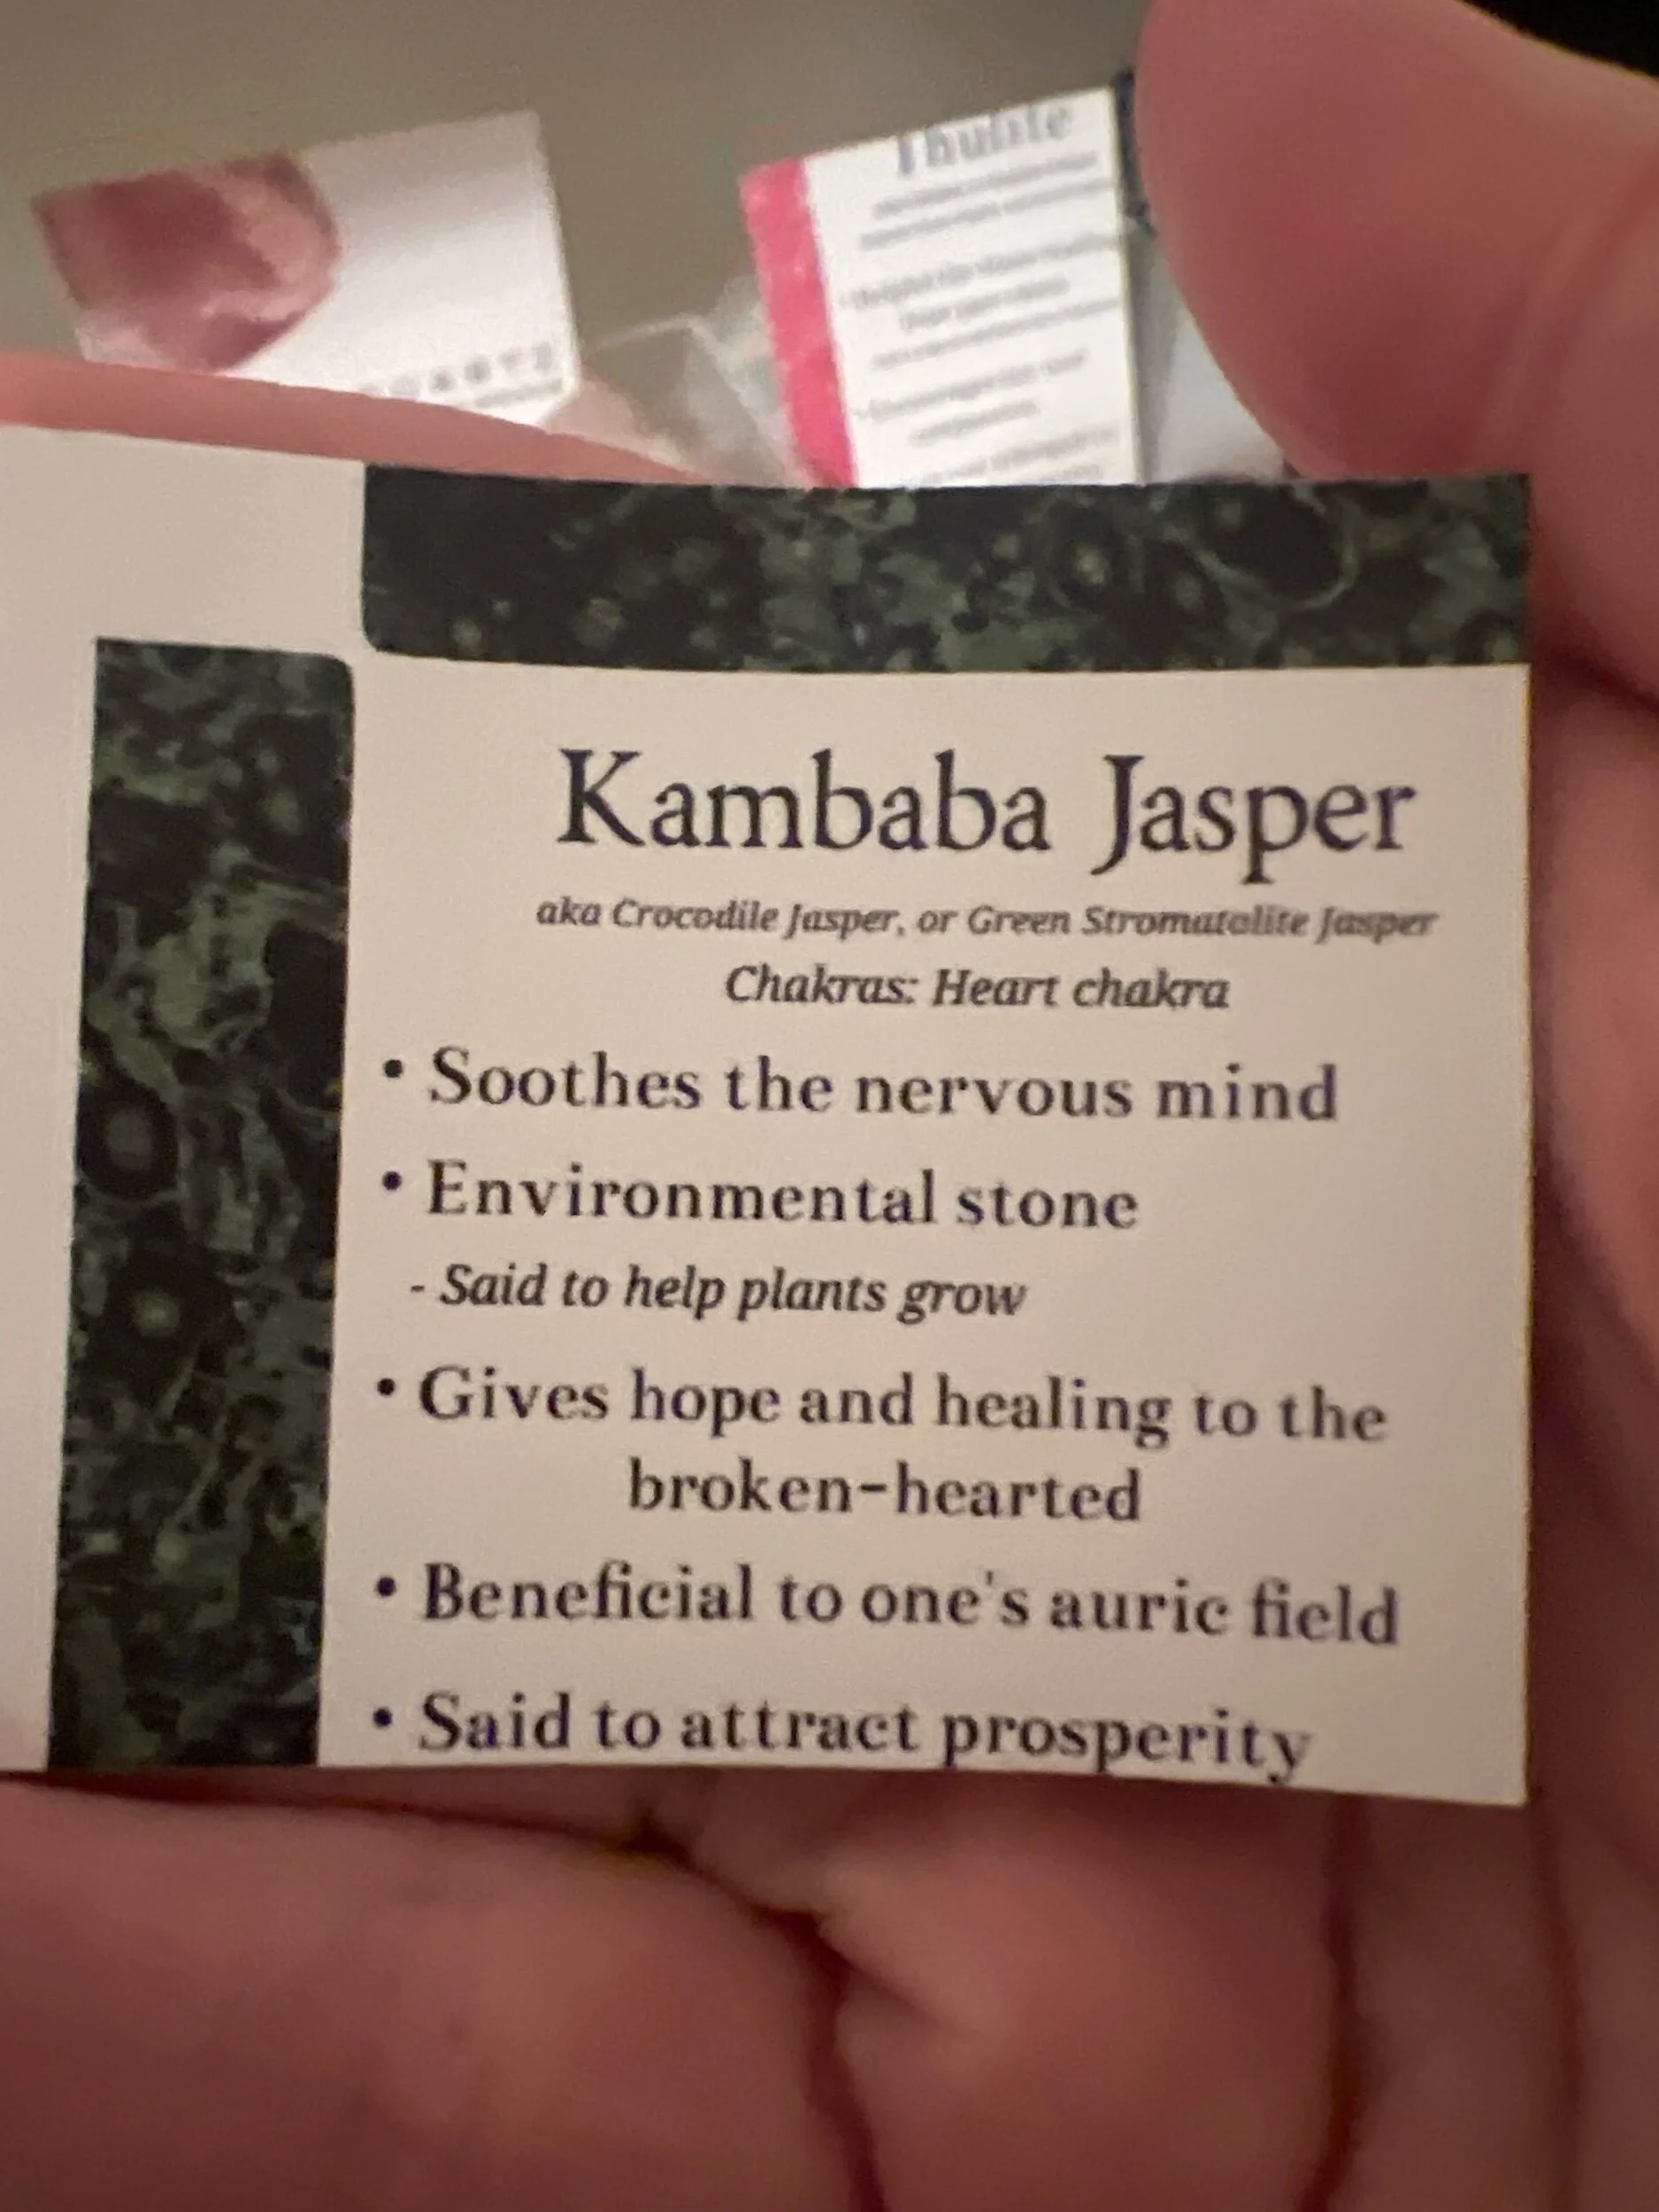 Thulite
Kambaba Jasper
aka Crocodile Jasper, or Green Stromatolite Jasper
Chakras: Heart chakra
• Soothes the nervous mind
• Environmental stone
- Said to help plants grow
• Gives hope and healing to the
broken-hearted
• Beneficial to one's auric field
• Said to attract prosperity